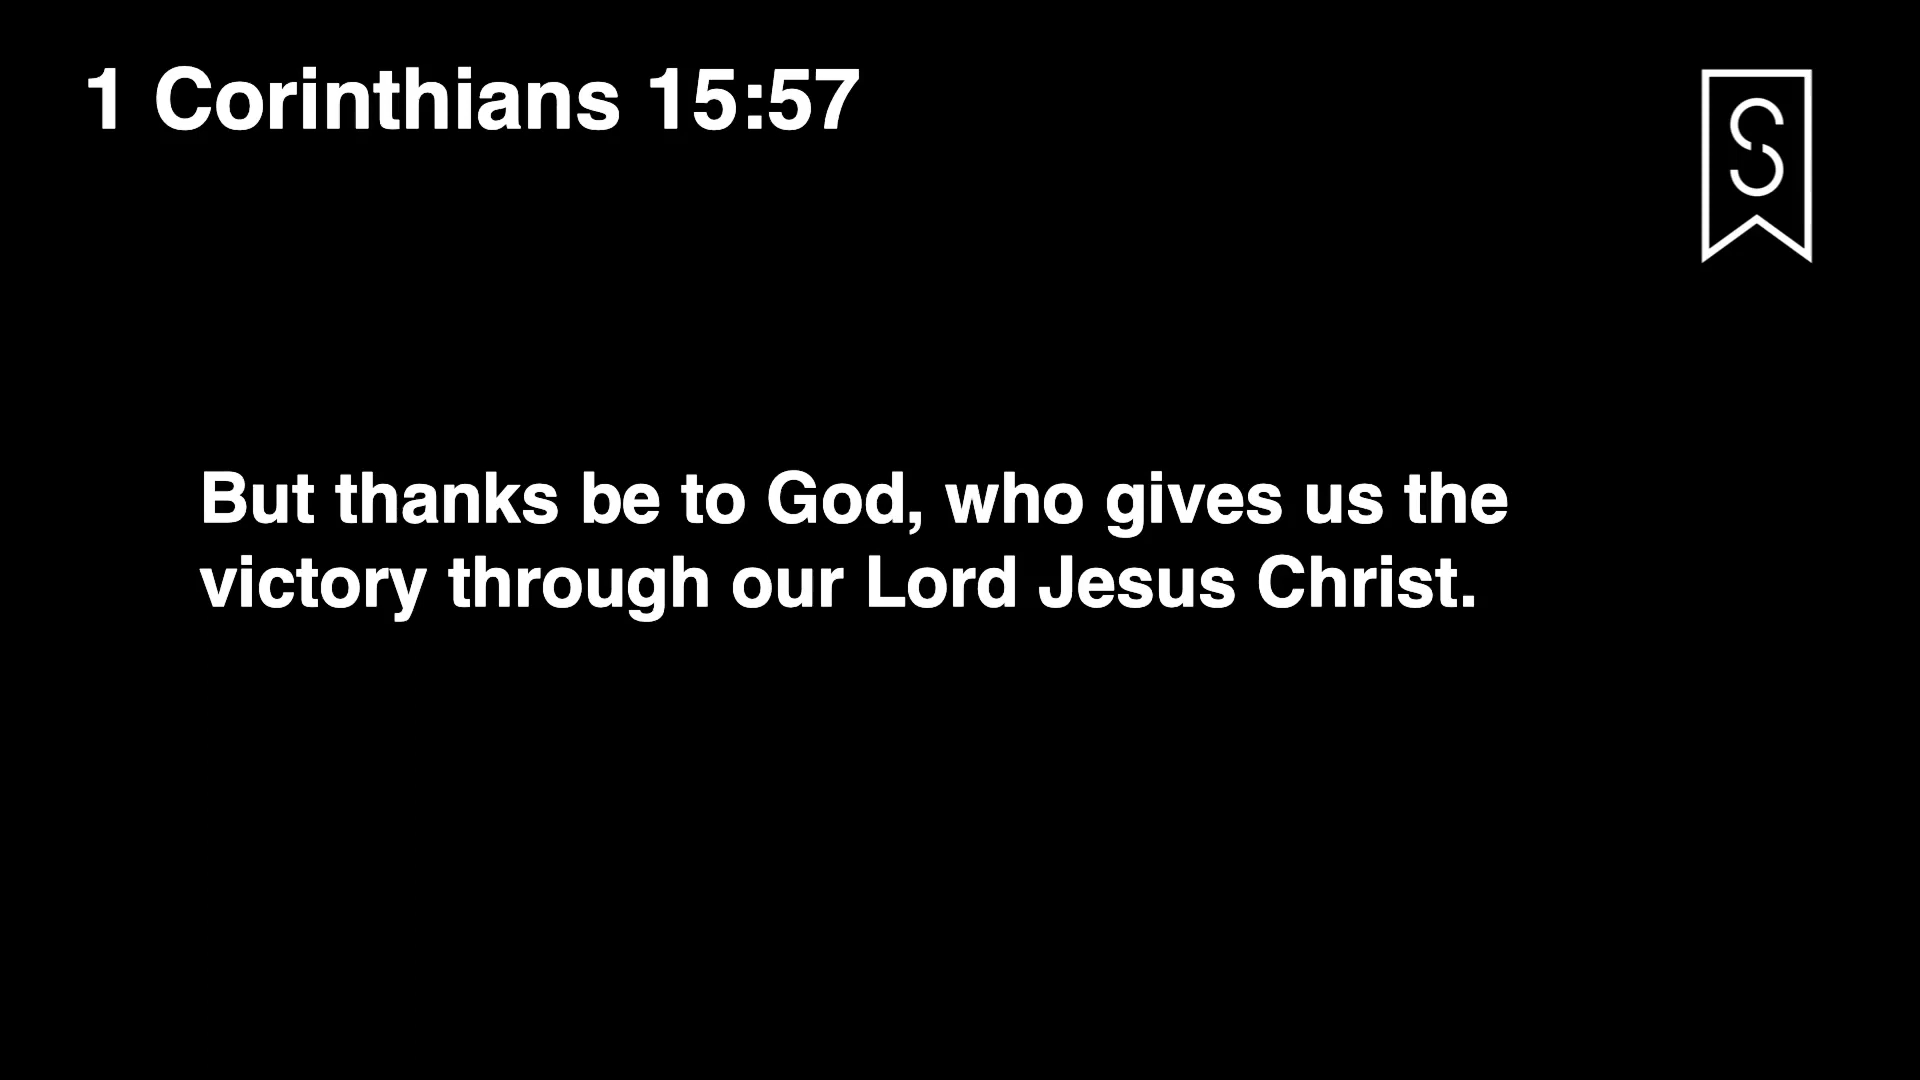 1 Corinthians 15:57
S
But thanks be to God, who gives us the
victory through our Lord Jesus Christ.